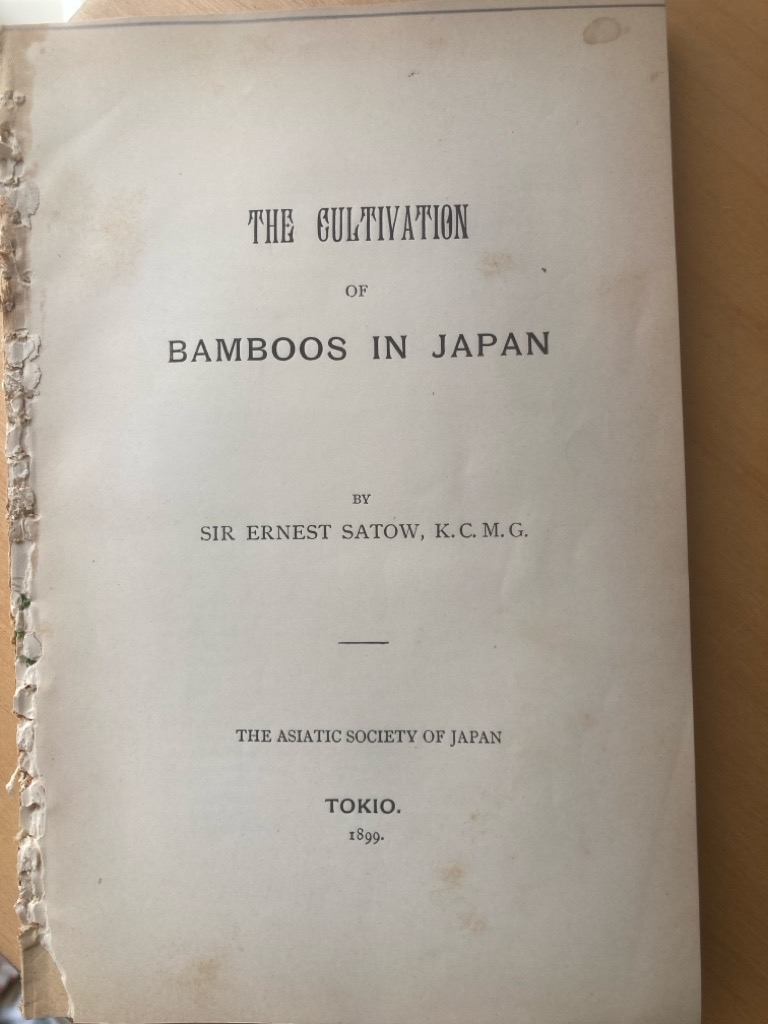 THE CULTIVATION
OF
BAMBOOS IN JAPAN
BY
SIR ERNEST SATOW, K.C.M.G.
THE ASIATIC SOCIETY OF JAPAN
TOKIO.
1899.